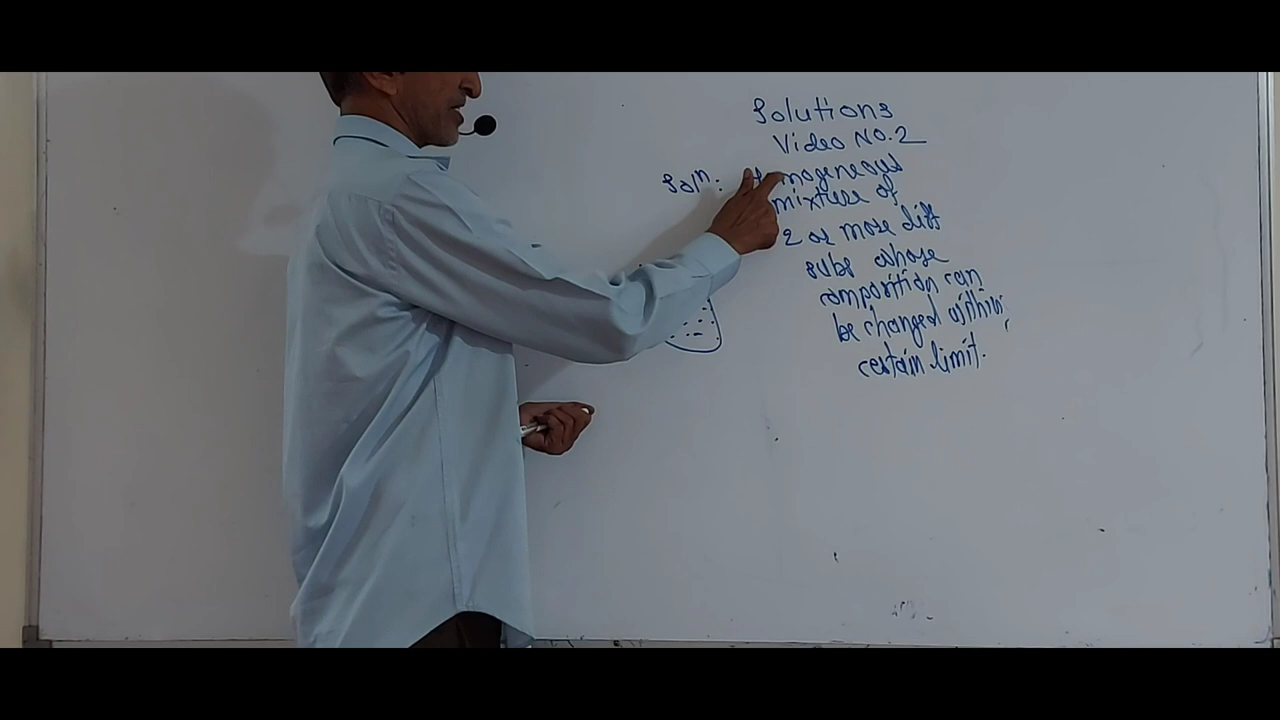 Solutions
Video No. 2
Solⁿ: Homogeneous
mixture of
2 or more diff
subs whose
composition can
be changed within
certain limit.